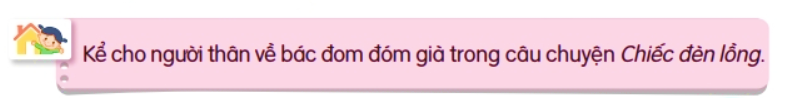 Kể cho người thân về bác đom đóm già trong câu chuyện Chiếc đèn lồng.